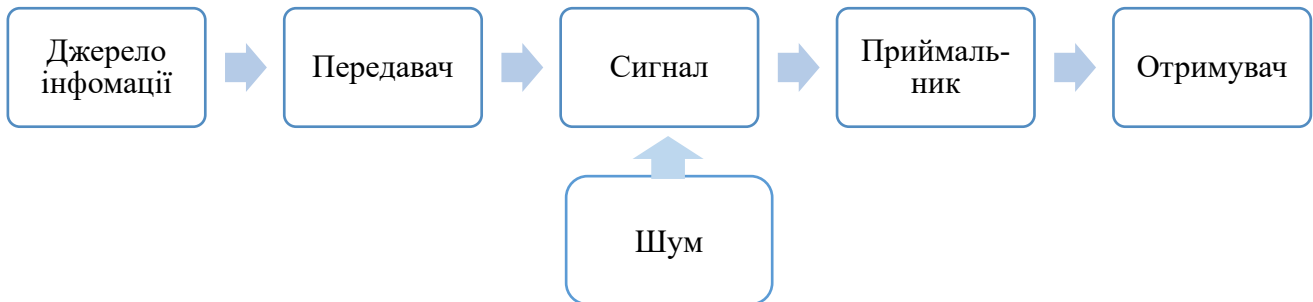 Джерело
інфомації
Передавач
Сигнал
Приймаль-
ник
Отримувач
Шум